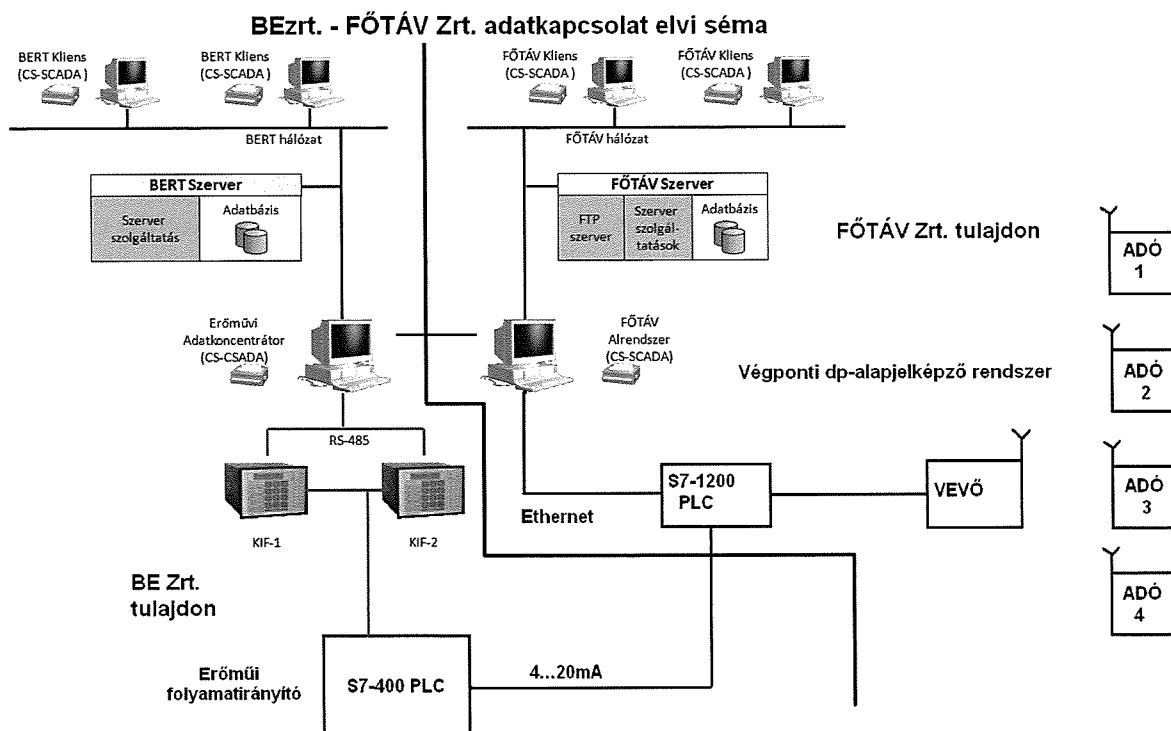 BEzrt. - FŐTÁV Zrt. adatkapcsolat elvi séma
BERT Kliens
(CS-SCADA )
BERT Kliens
(CS-SCADA )
FŐTÁV Kliens
(CS-SCADA )
FŐTÁV Kliens
(CS-SCADA )
BERT hálózat
FŐTÁV hálózat
BERT Szerver
Szerver
szolgáltatás
Adatbázis
FŐTÁV Szerver
FTP
szerver
Szerver
szolgál-
tatások
Adatbázis
FŐTÁV Zrt. tulajdon
ADÓ
1
Erőművi
Adatkoncentrátor
(CS-CSADA)
FŐTÁV
Alrendszer
(CS-SCADA)
Végponti dp-alapjelképző rendszer
ADÓ
2
RS-485
KIF-1
KIF-2
Ethernet
S7-1200
PLC
VEVŐ
ADÓ
3
BE Zrt.
tulajdon
ADÓ
4
Erőműi
folyamatirányító
S7-400 PLC
4...20mA